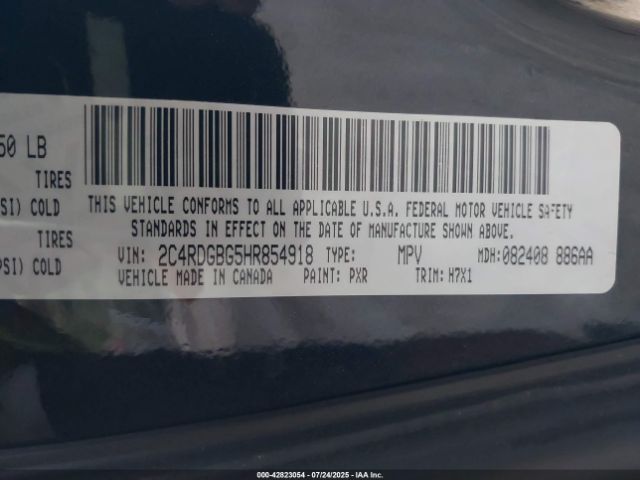 50 LB
TIRES
SI) COLD
TIRES
PSI) COLD
THIS VEHICLE CONFORMS TO ALL APPLICABLE U.S.A. FEDERAL MOTOR VEHICLE SAFETY
STANDARDS IN EFFECT ON THE DATE OF MANUFACTURE SHOWN ABOVE.
VIN: 2C4RDGBG5HR854918 TYPE: MPV MDH: 082408 886AA
VEHICLE MADE IN CANADA PAINT: PXR TRIM: H7X1
000-42823054 - 07/24/2025 - IAAI.com